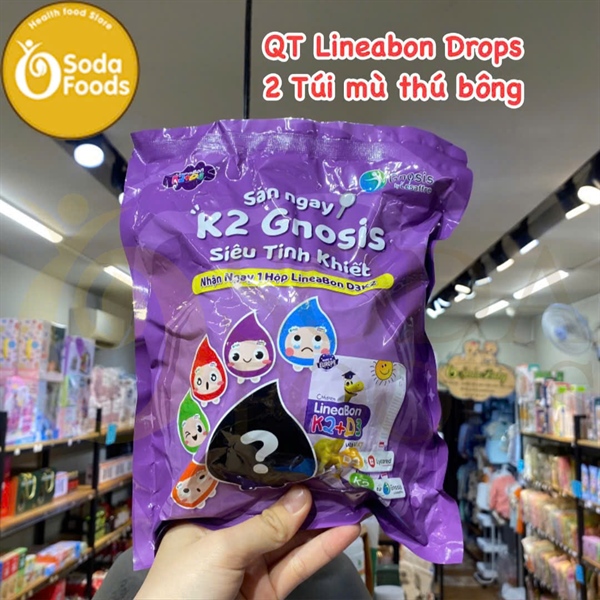 Health food Store
Soda
Foods
QT Lineabon Drops
2 Túi mù thú bông
Săn ngay
"K2 Gnosis
Siêu Tinh Khiết
Nhận Ngay 1 Hộp LineaBon D3K2
?
LineaBon
K2+D3
K2